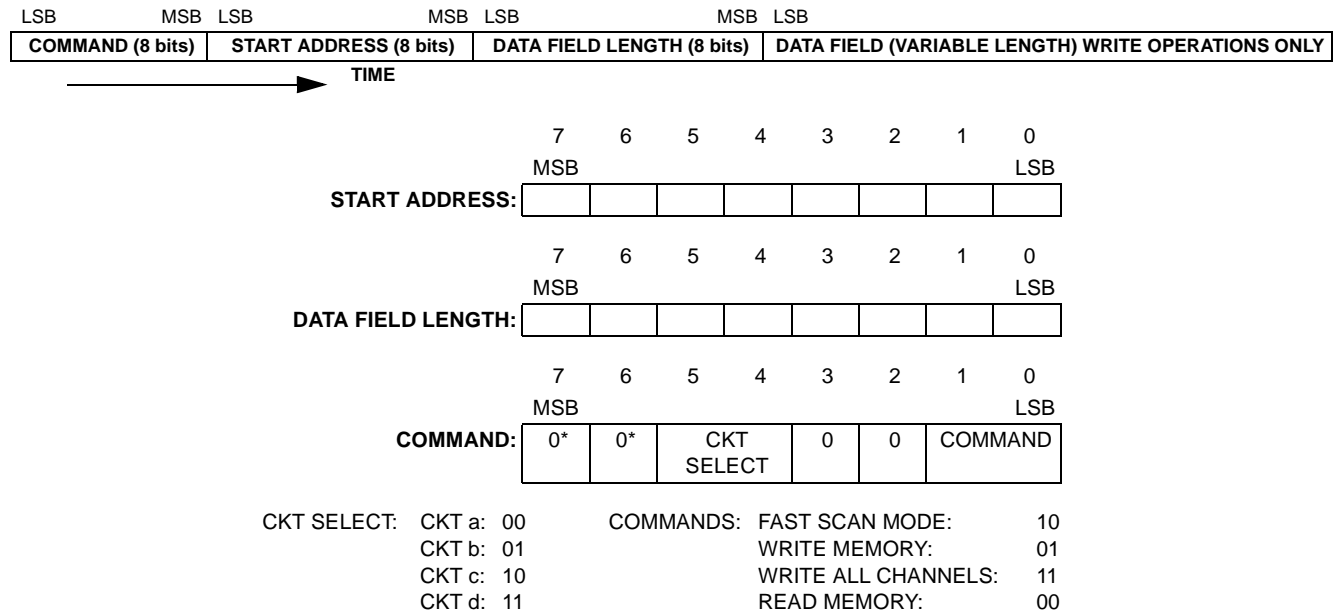 LSB MSB LSB MSB LSB MSB LSB
COMMAND (8 bits) START ADDRESS (8 bits) DATA FIELD LENGTH (8 bits) DATA FIELD (VARIABLE LENGTH) WRITE OPERATIONS ONLY
TIME
7 6 5 4 3 2 1 0
MSB LSB
START ADDRESS:
7 6 5 4 3 2 1 0
MSB LSB
DATA FIELD LENGTH:
7 6 5 4 3 2 1 0
MSB LSB
COMMAND: 0* 0* CKT 0 0 COMMAND
SELECT
CKT SELECT: CKT a: 00 COMMANDS: FAST SCAN MODE: 10
CKT b: 01 WRITE MEMORY: 01
CKT c: 10 WRITE ALL CHANNELS: 11
CKT d: 11 READ MEMORY: 00